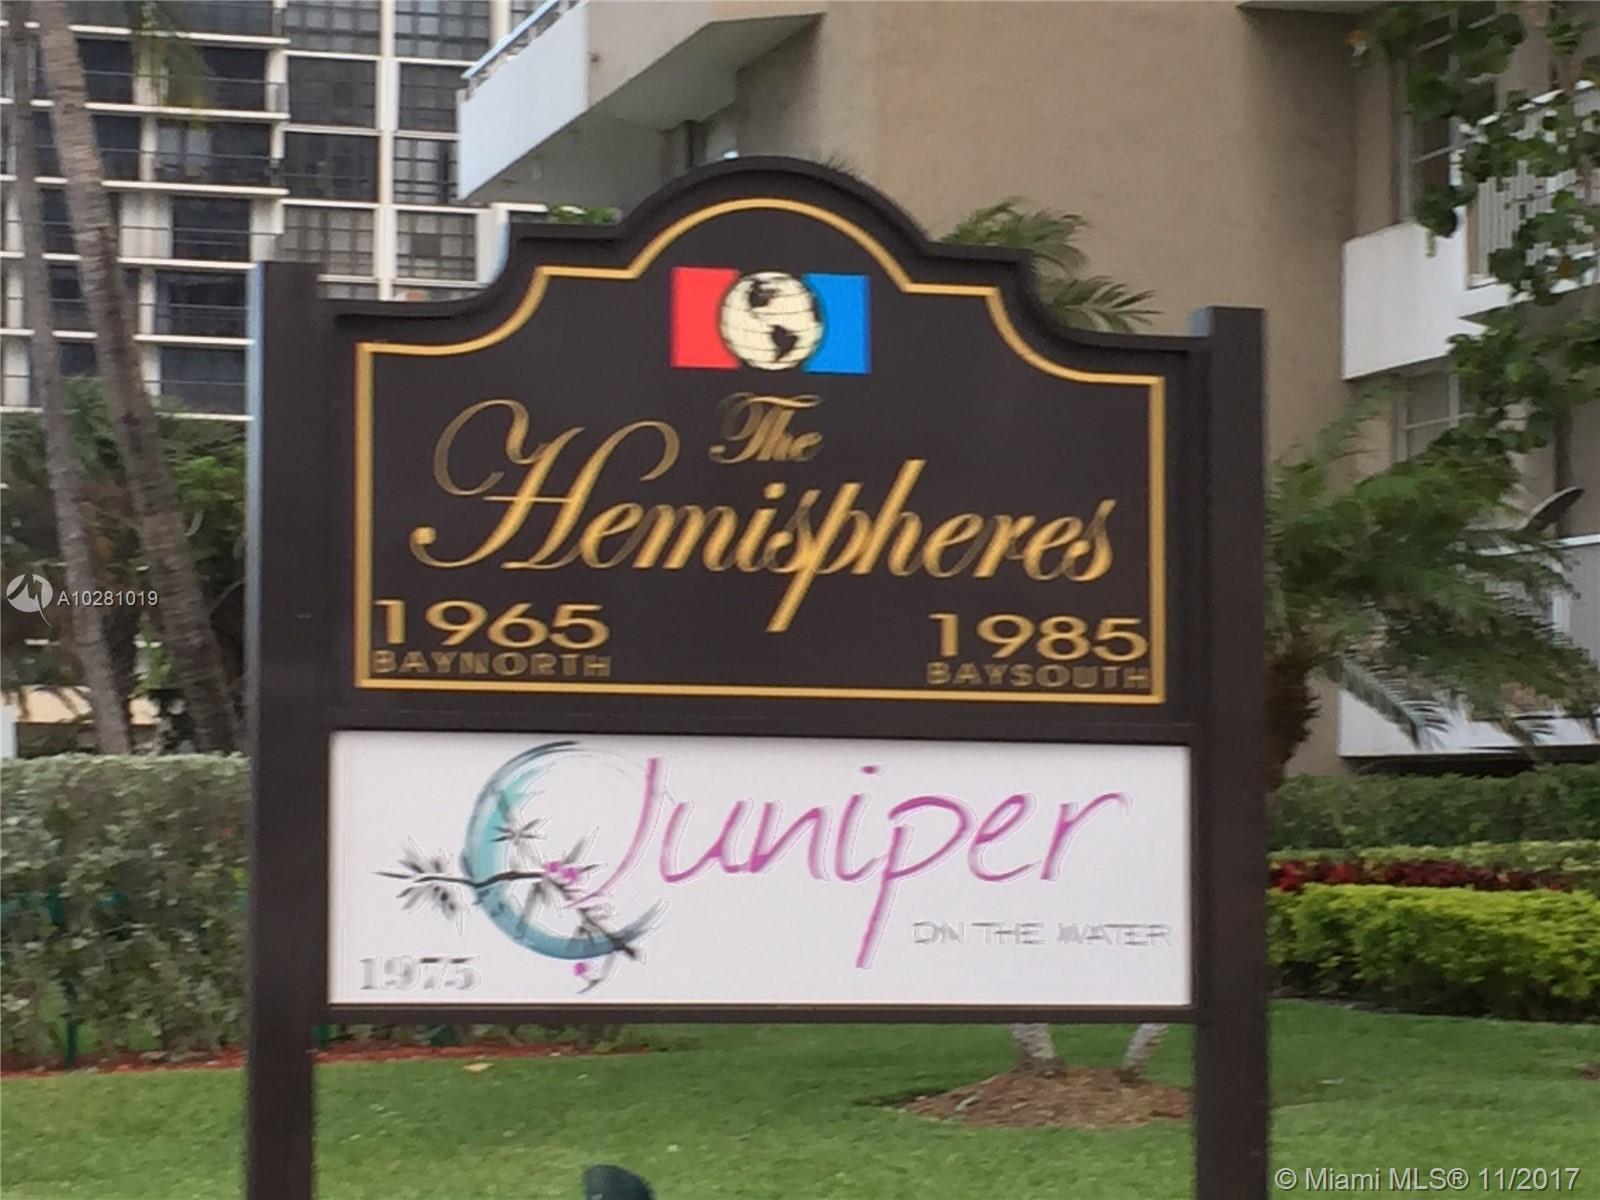 The
Hemispheres
1965 1985
BAYNORTH BAYSOUTH
Juniper
ON THE WATER
1975
A10281019
© Miami MLS® 11/2017